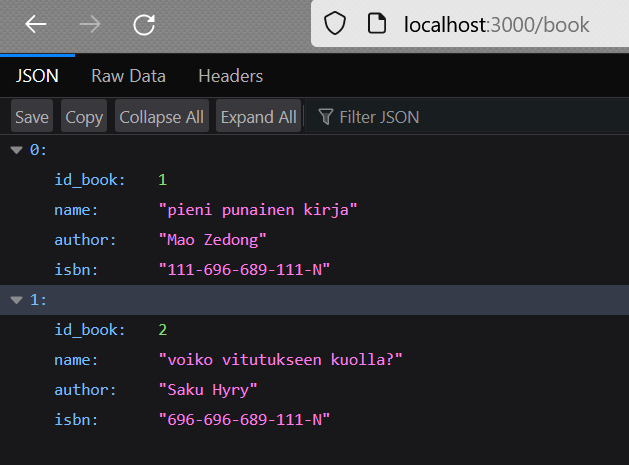 localhost:3000/book
JSON Raw Data Headers
Save Copy Collapse All Expand All Filter JSON
0:
id_book: 1
name: "pieni punainen kirja"
author: "Mao Zedong"
isbn: "111-696-689-111-N"
1:
id_book: 2
name: "voiko vitutukseen kuolla?"
author: "Saku Hyry"
isbn: "696-696-689-111-N"